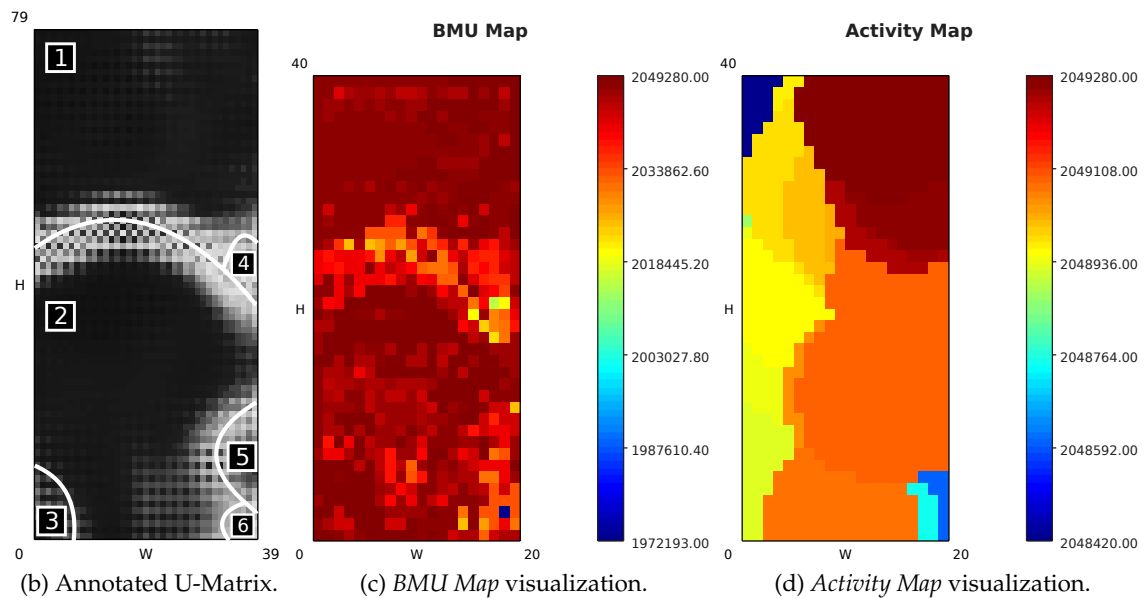 79
1
2
3
4
5
6
H
0
W
39
(b) Annotated U-Matrix.
BMU Map
40
H
0
W
20
2049280.00
2033862.60
2018445.20
2003027.80
1987610.40
1972193.00
(c) BMU Map visualization.
Activity Map
40
H
0
W
20
2049280.00
2049108.00
2048936.00
2048764.00
2048592.00
2048420.00
(d) Activity Map visualization.